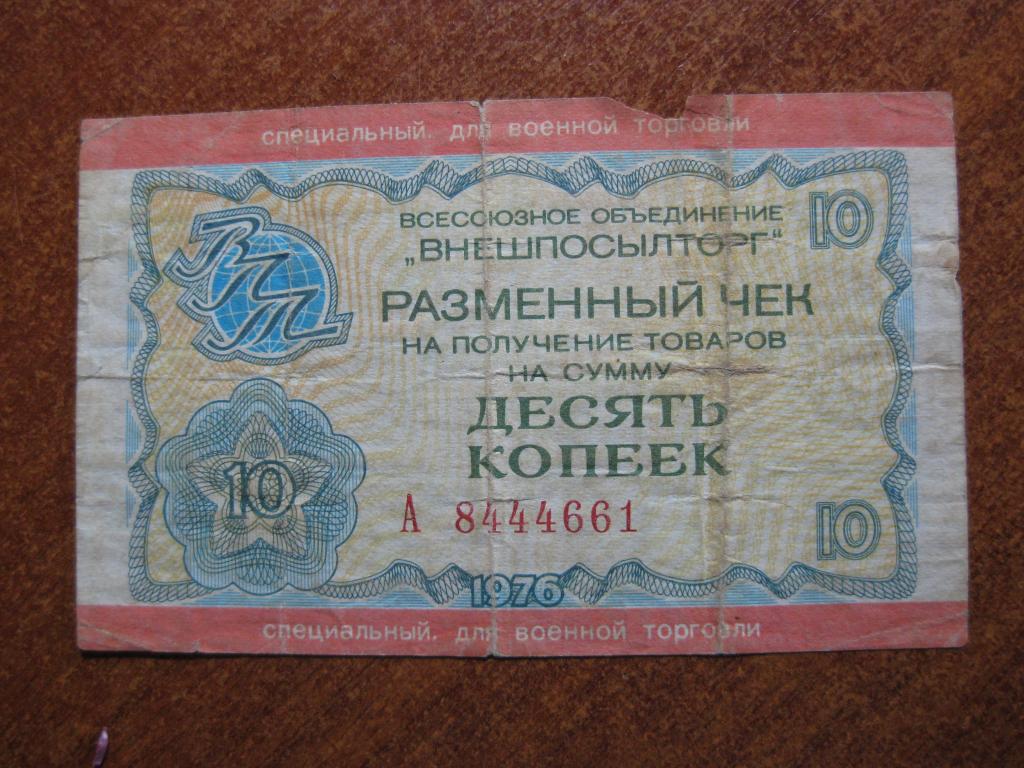 специальный. для военной торговли
ВПТ
ВСЕСОЮЗНОЕ ОБЪЕДИНЕНИЕ
„ВНЕШПОСЫЛТОРГ“
10
РАЗМЕННЫЙ ЧЕК
НА ПОЛУЧЕНИЕ ТОВАРОВ
НА СУММУ
ДЕСЯТЬ
КОПЕЕК
10
А 8444661
10
1976
специальный. для военной торговли